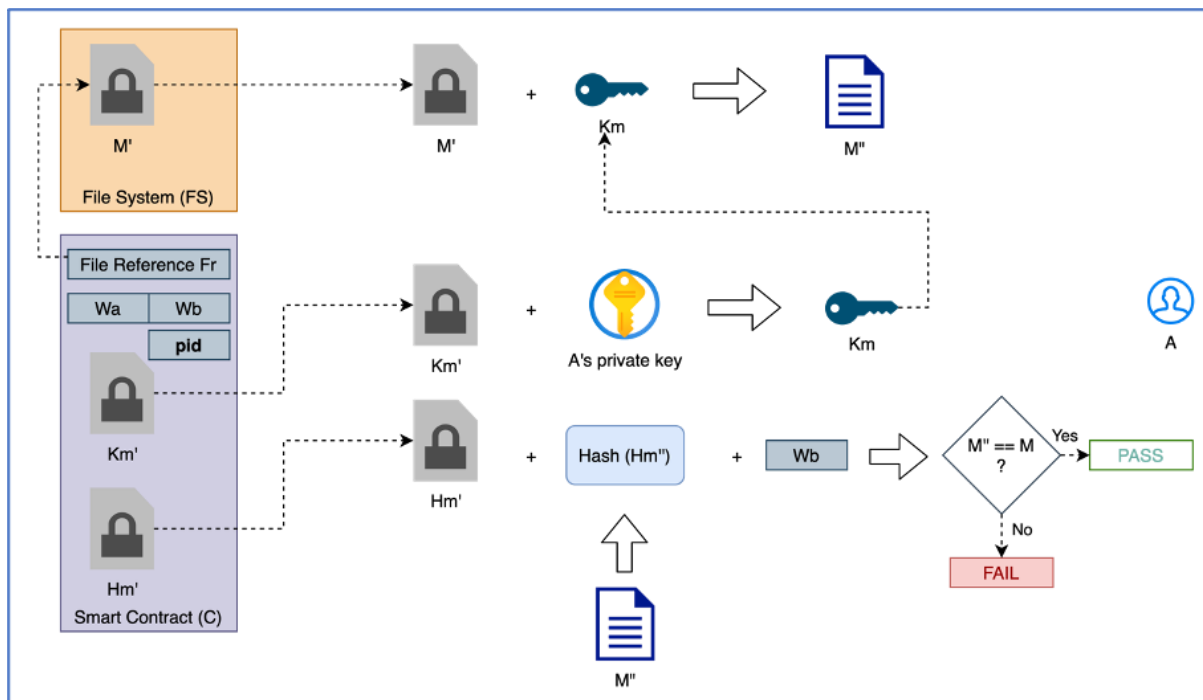 M'
M'
+
Km
M"
File System (FS)
File Reference Fr
Wa
Wb
pid
Km'
+
A's private key
Km
A
Km'
Hm'
+
Hash (Hm")
+
Wb
M" == M
?
Yes
PASS
No
FAIL
Hm'
Smart Contract (C)
M"